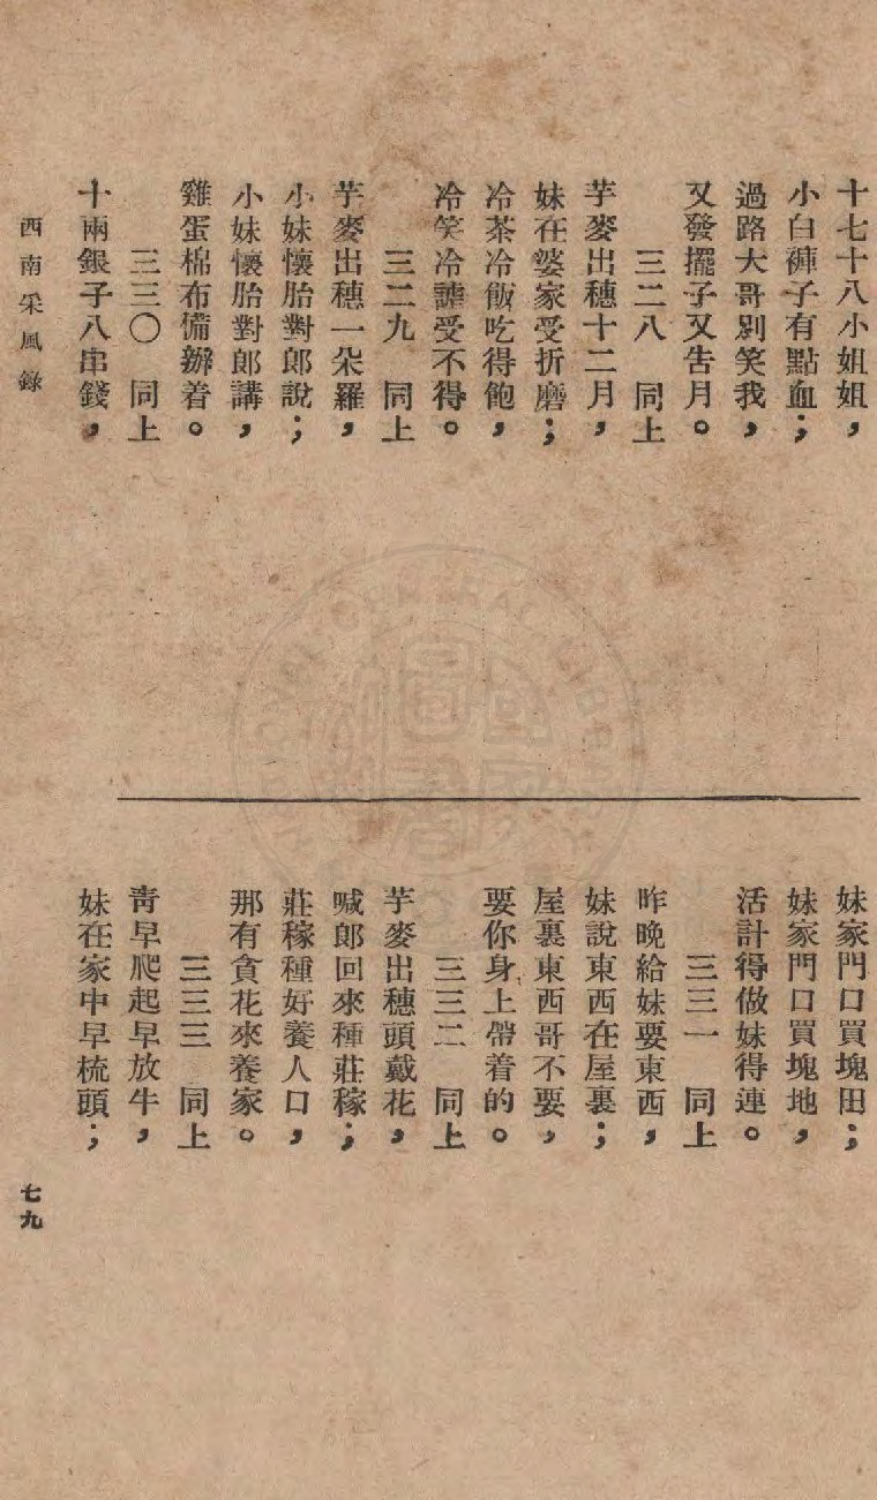 十七十八小姐姐，
小白褲子有點血；
過路大哥別笑我，
又發擺子又吿月。
三二八　同上
芋麥出穗十二月，
妹在婆家受折磨；
冷茶冷飯吃得飽，
冷笑冷譃受不得。
三二九　同上
芋麥出穗一朵羅，
小妹懷胎對郎說；
小妹懷胎對郎講，
雞蛋棉布備辦着。
三三〇　同上
十兩銀子八串錢，
妹家門口買塊田；
妹家門口買塊地，
活計得做妹得連。
三三一　同上
昨晚給妹要東西，
妹說東西在屋裏；
屋裏東西哥不要，
要你身上帶着的。
三三二　同上
芋麥出穗頭戴花，
喊郎回來種莊稼；
莊稼種好養人口，
那有貪花來養家。
三三三　同上
靑早爬起早放牛，
妹在家中早梳頭；
西南采風錄
七九